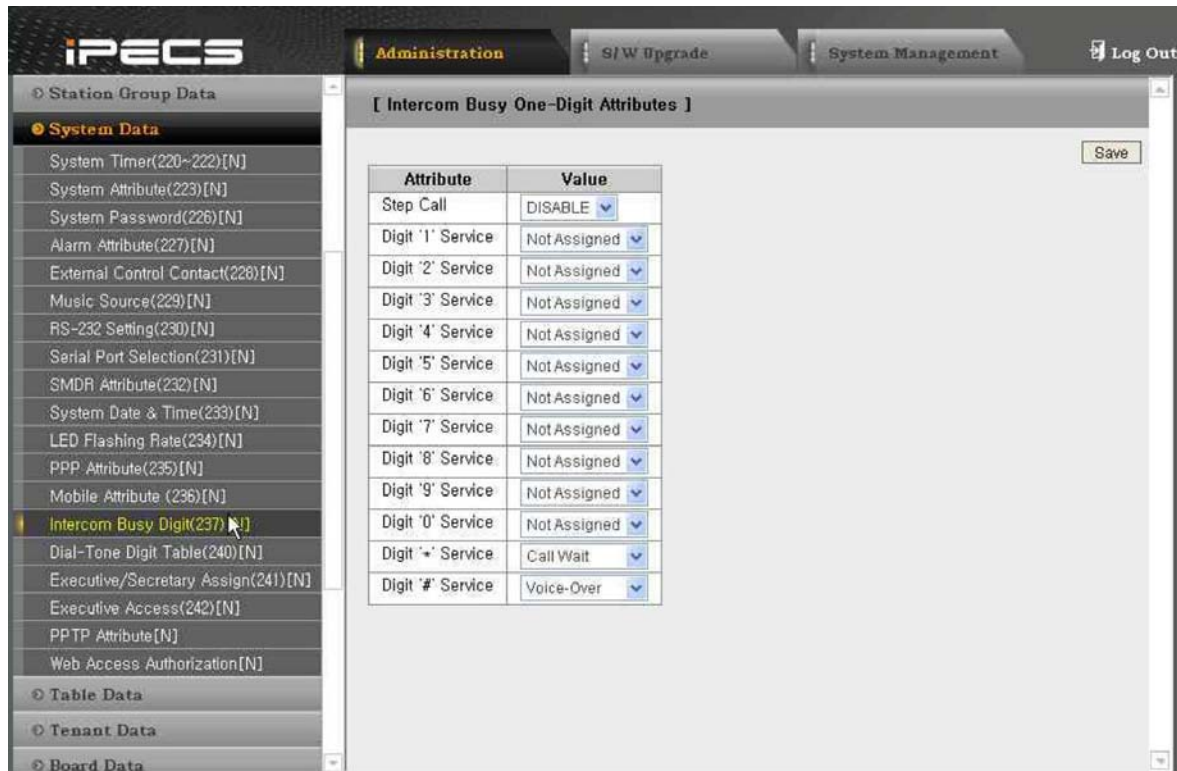 iPECS
Administration
S/W Upgrade
System Management
Log Out
Station Group Data
System Data
System Timer(220~222)[N]
System Attribute(223)[N]
System Password(226)[N]
Alarm Attribute(227)[N]
External Control Contact(228)[N]
Music Source(229)[N]
RS-232 Setting(230)[N]
Serial Port Selection(231)[N]
SMDR Attribute(232)[N]
System Date & Time(233)[N]
LED Flashing Rate(234)[N]
PPP Attribute(235)[N]
Mobile Attribute (236)[N]
Intercom Busy Digit(237)[N]
Dial-Tone Digit Table(240)[N]
Executive/Secretary Assign(241)[N]
Executive Access(242)[N]
PPTP Attribute[N]
Web Access Authorization[N]
Table Data
Tenant Data
Board Data
[ Intercom Busy One-Digit Attributes ]
Save
Attribute Value
Step Call DISABLE
Digit '1' Service Not Assigned
Digit '2' Service Not Assigned
Digit '3' Service Not Assigned
Digit '4' Service Not Assigned
Digit '5' Service Not Assigned
Digit '6' Service Not Assigned
Digit '7' Service Not Assigned
Digit '8' Service Not Assigned
Digit '9' Service Not Assigned
Digit '0' Service Not Assigned
Digit '*' Service Call Wait
Digit '#' Service Voice-Over